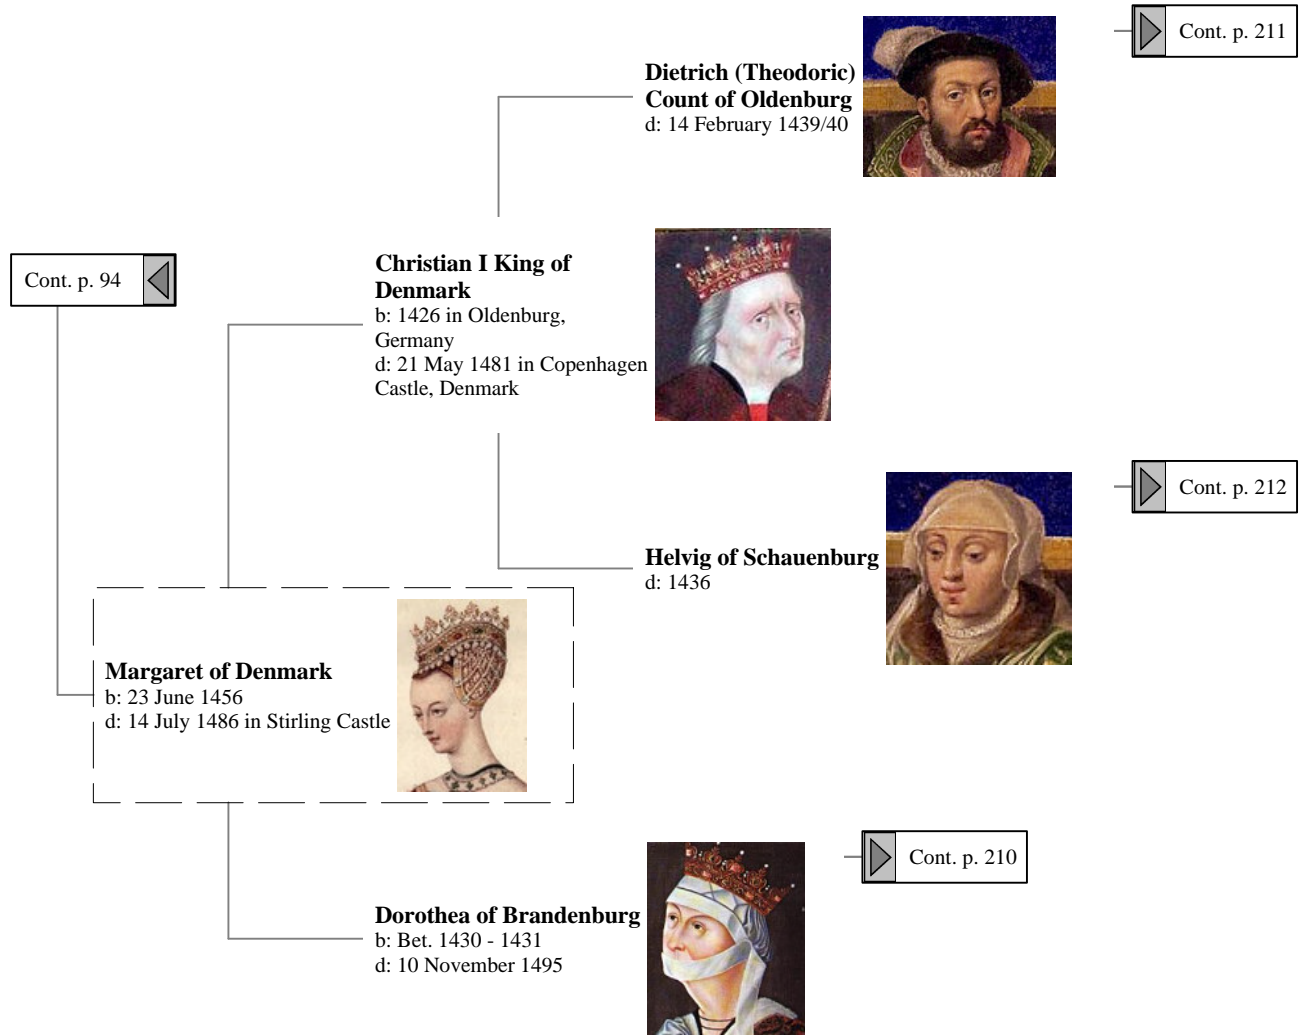 Cont. p. 211
Dietrich (Theodoric)
Count of Oldenburg
d: 14 February 1439/40
Christian I King of
Denmark
b: 1426 in Oldenburg,
Germany
d: 21 May 1481 in Copenhagen
Castle, Denmark
Cont. p. 94
Cont. p. 212
Helvig of Schauenburg
d: 1436
Margaret of Denmark
b: 23 June 1456
d: 14 July 1486 in Stirling Castle
Cont. p. 210
Dorothea of Brandenburg
b: Bet. 1430 - 1431
d: 10 November 1495